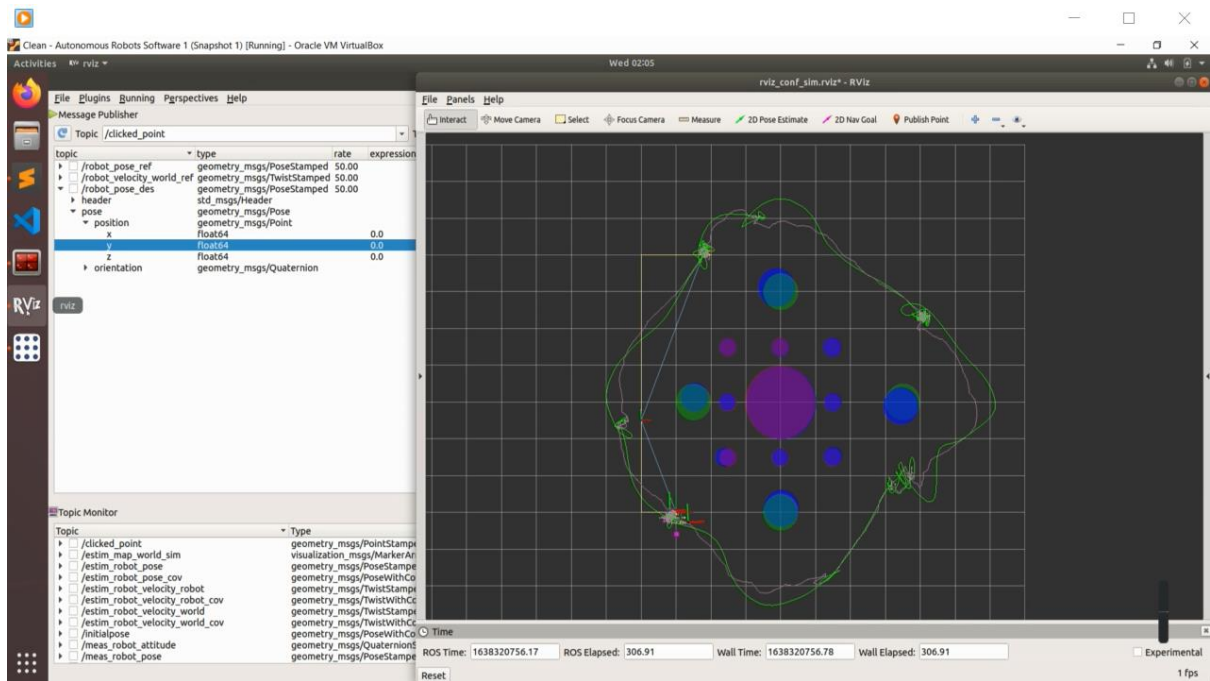 Clean - Autonomous Robots Software 1 (Snapshot 1) [Running] - Oracle VM VirtualBox
Activities rviz Wed 02:05
rviz_conf_sim.rviz* - RViz
File Plugins Running Perspectives Help
File Panels Help
Message Publisher
Interact Move Camera Select Focus Camera Measure 2D Pose Estimate 2D Nav Goal Publish Point
Topic /clicked_point
topic type rate expression
/robot_pose_ref geometry_msgs/PoseStamped 50.00
/robot_velocity_world_ref geometry_msgs/TwistStamped 50.00
/robot_pose_des geometry_msgs/PoseStamped 50.00
header std_msgs/Header
pose geometry_msgs/Pose
position geometry_msgs/Point
x float64 0.0
y float64 0.0
z float64 0.0
orientation geometry_msgs/Quaternion
RViz rviz
Topic Monitor
Topic Type
/clicked_point geometry_msgs/PointStampe
/estim_map_world_sim visualization_msgs/MarkerAr
/estim_robot_pose geometry_msgs/PoseStampe
/estim_robot_pose_cov geometry_msgs/PoseWithCo
/estim_robot_velocity_robot geometry_msgs/TwistStampe
/estim_robot_velocity_robot_cov geometry_msgs/TwistWithCo
/estim_robot_velocity_world geometry_msgs/TwistStampe
/estim_robot_velocity_world_cov geometry_msgs/TwistWithCo
/initialpose geometry_msgs/PoseWithCo
/meas_robot_attitude geometry_msgs/QuaternionS
/meas_robot_pose geometry_msgs/PoseStampe
Time
ROS Time: 1638320756.17 ROS Elapsed: 306.91 Wall Time: 1638320756.78 Wall Elapsed: 306.91 Experimental
Reset 1 fps